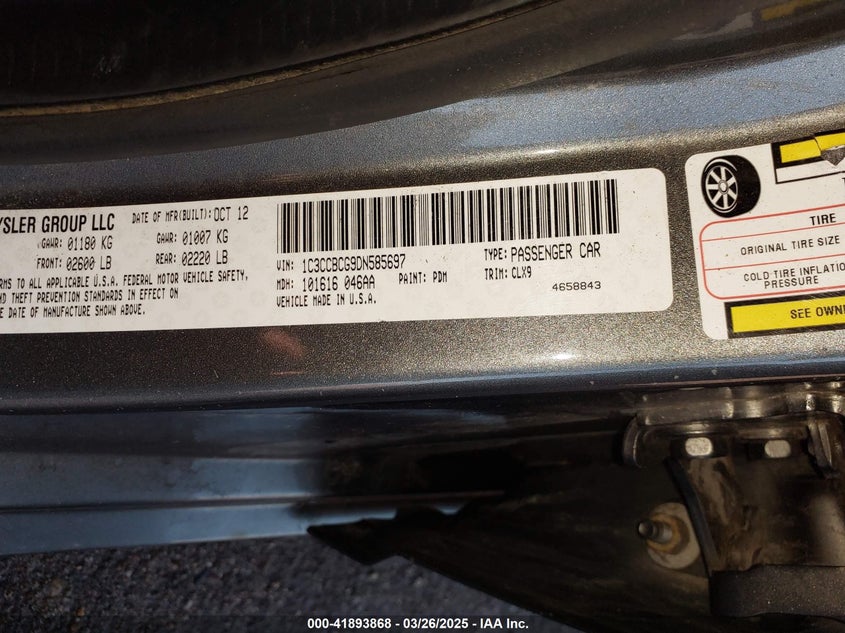 YSLER GROUP LLC
DATE OF MFR(BUILT): OCT 12
GAWR: 01180 KG
GAWR: 01007 KG
FRONT: 02600 LB
REAR: 02220 LB
RMS TO ALL APPLICABLE U.S.A. FEDERAL MOTOR VEHICLE SAFETY,
ND THEFT PREVENTION STANDARDS IN EFFECT ON
E DATE OF MANUFACTURE SHOWN ABOVE.
VIN: 1C3CCBCG9DN585697
TYPE: PASSENGER CAR
MDH: 101616 046AA
PAINT: PDM
TRIM: CLX9
VEHICLE MADE IN U.S.A.
4658843
TIRE
ORIGINAL TIRE SIZE
COLD TIRE INFLATIO
PRESSURE
SEE OWNE
000-41893868 / 03/26/2025 — IAA Inc.